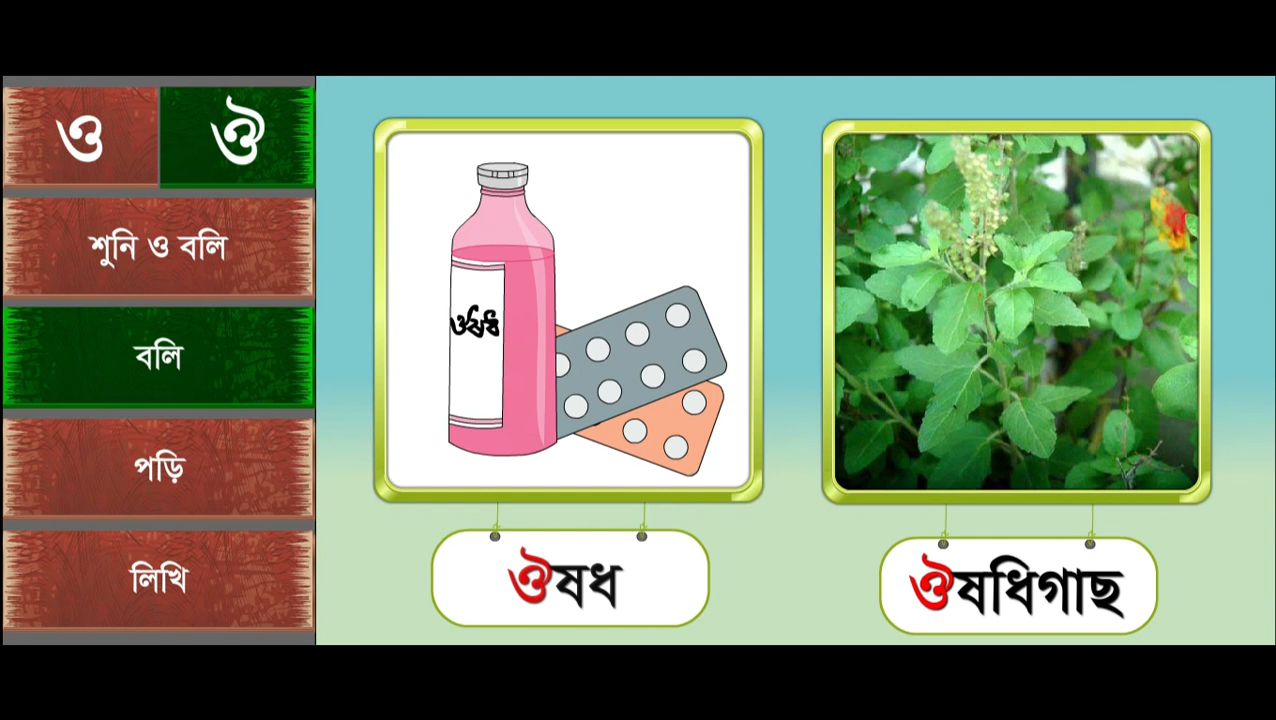 ও ঔ
শুনি ও বলি
বলি
পড়ি
লিখি
ঔষধ
ঔষধ
ঔষধিগাছ